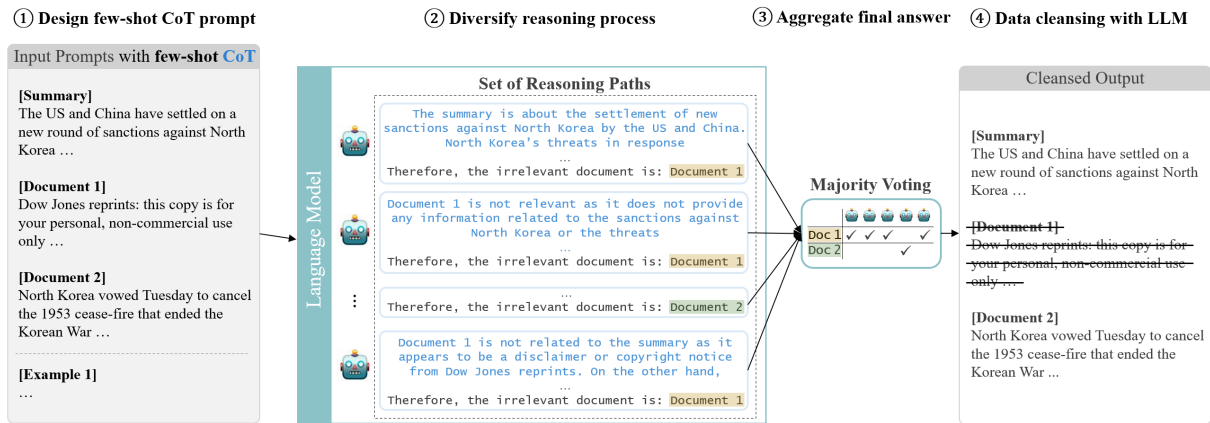 ① Design few-shot CoT prompt
② Diversify reasoning process
③ Aggregate final answer
④ Data cleansing with LLM
Input Prompts with few-shot CoT
[Summary]
The US and China have settled on a
new round of sanctions against North
Korea …
[Document 1]
Dow Jones reprints: this copy is for
your personal, non-commercial use
only …
[Document 2]
North Korea vowed Tuesday to cancel
the 1953 cease-fire that ended the
Korean War …
[Example 1]
…
Language Model
Set of Reasoning Paths
The summary is about the settlement of new
sanctions against North Korea by the US and China.
North Korea's threats in response
…
Therefore, the irrelevant document is: Document 1
Document 1 is not relevant as it does not provide
any information related to the sanctions against
North Korea or the threats
…
Therefore, the irrelevant document is: Document 1
…
Therefore, the irrelevant document is: Document 2
Document 1 is not related to the summary as it
appears to be a disclaimer or copyright notice
from Dow Jones reprints. On the other hand,
…
Therefore, the irrelevant document is: Document 1
Majority Voting
Doc 1 ✓ ✓ ✓ ✓
Doc 2 ✓
Cleansed Output
[Summary]
The US and China have settled on a
new round of sanctions against North
Korea …
[Document 1]
Dow Jones reprints: this copy is for
your personal, non-commercial use
only …
[Document 2]
North Korea vowed Tuesday to cancel
the 1953 cease-fire that ended the
Korean War ...